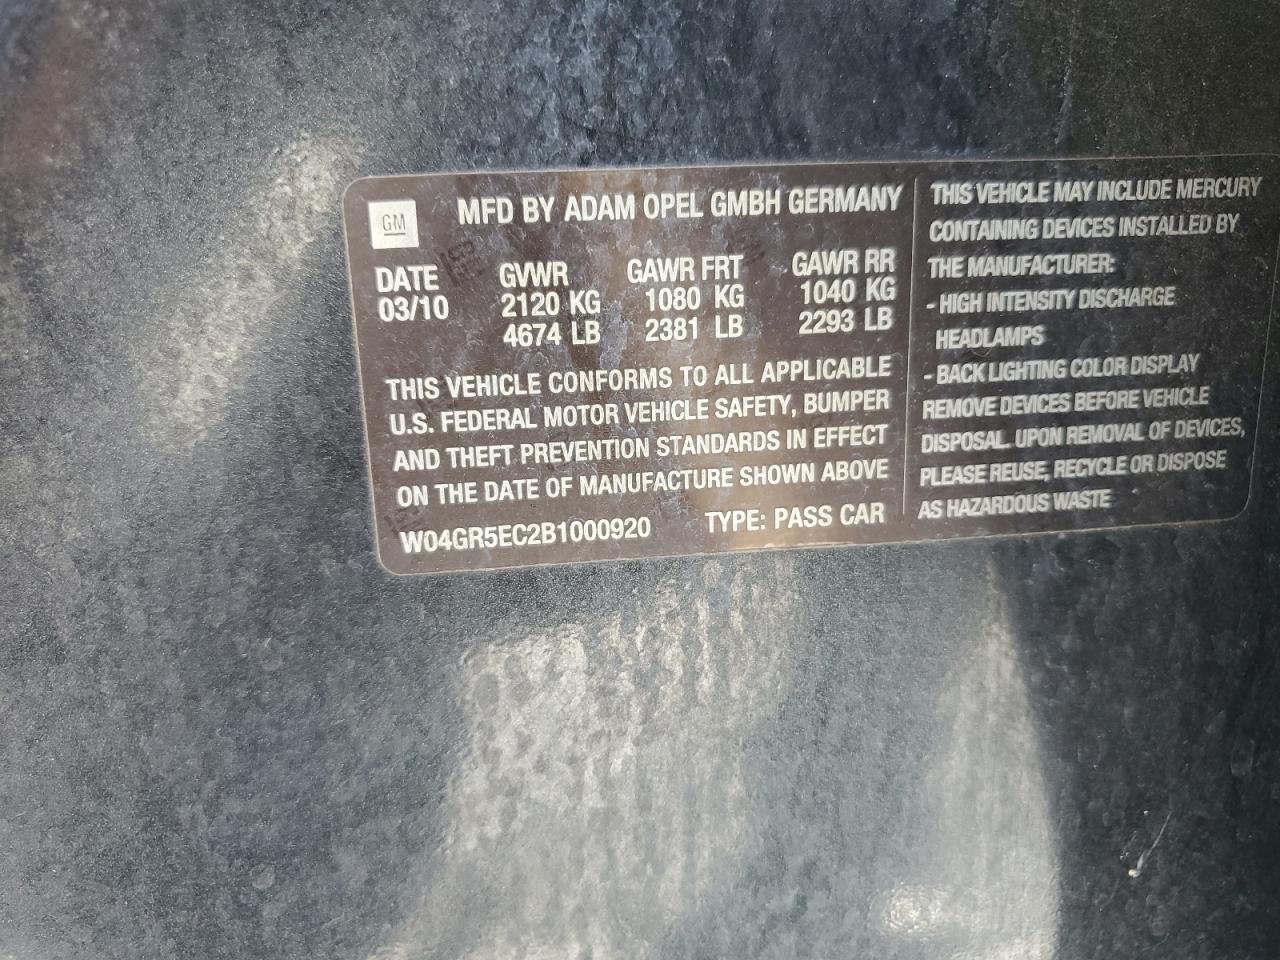 GM
MFD BY ADAM OPEL GMBH GERMANY
DATE GVWR GAWR FRT GAWR RR
03/10 2120 KG 1080 KG 1040 KG
4674 LB 2381 LB 2293 LB
THIS VEHICLE CONFORMS TO ALL APPLICABLE
U.S. FEDERAL MOTOR VEHICLE SAFETY, BUMPER
AND THEFT PREVENTION STANDARDS IN EFFECT
ON THE DATE OF MANUFACTURE SHOWN ABOVE
W04GR5EC2B1000920 TYPE: PASS CAR
THIS VEHICLE MAY INCLUDE MERCURY
CONTAINING DEVICES INSTALLED BY
THE MANUFACTURER:
- HIGH INTENSITY DISCHARGE
HEADLAMPS
- BACK LIGHTING COLOR DISPLAY
REMOVE DEVICES BEFORE VEHICLE
DISPOSAL. UPON REMOVAL OF DEVICES,
PLEASE REUSE, RECYCLE OR DISPOSE
AS HAZARDOUS WASTE